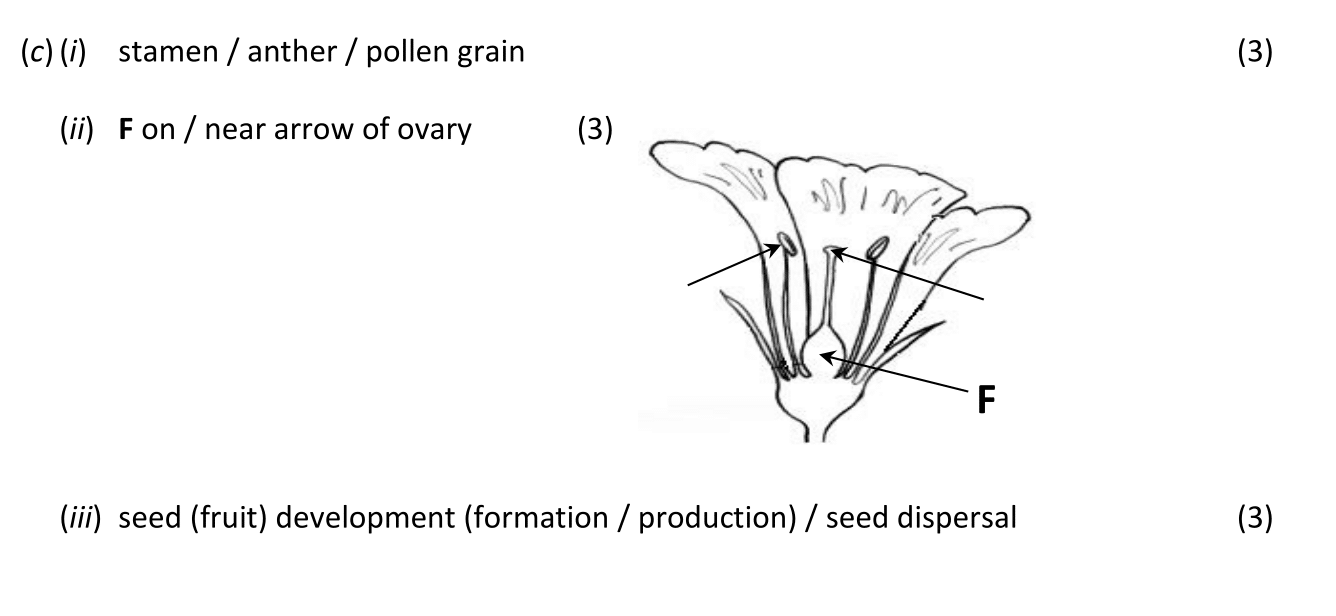 (c) (i) stamen / anther / pollen grain (3)
(ii) F on / near arrow of ovary (3)
F
(iii) seed (fruit) development (formation / production) / seed dispersal (3)